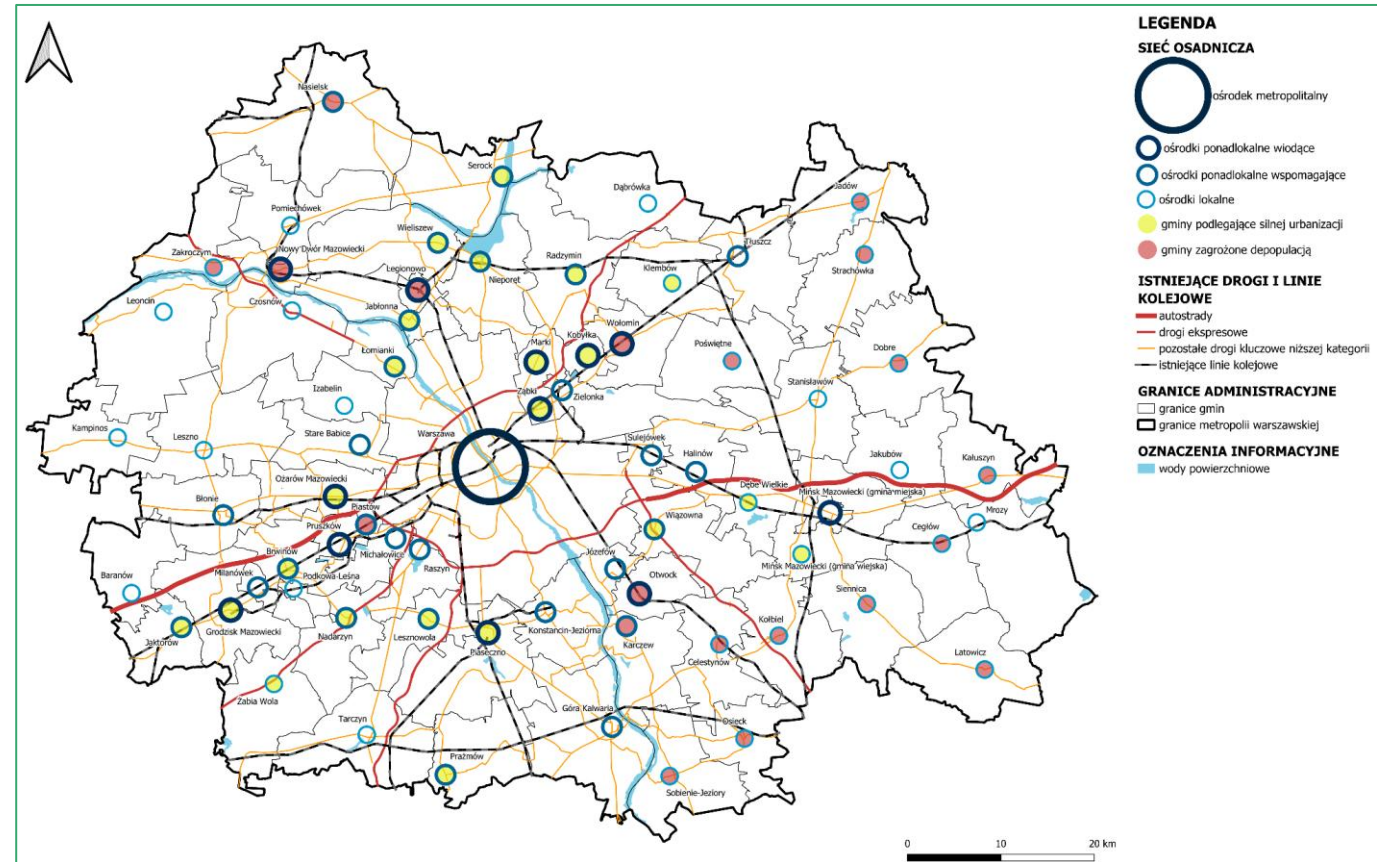 LEGENDA
SIEĆ OSADNICZA
ośrodek metropolitalny
ośrodki ponadlokalne wiodące
ośrodki ponadlokalne wspomagające
ośrodki lokalne
gminy podlegające silnej urbanizacji
gminy zagrożone depopulacją
ISTNIEJĄCE DROGI I LINIE
KOLEJOWE
autostrady
drogi ekspresowe
pozostałe drogi kluczowe niższej kategorii
istniejące linie kolejowe
GRANICE ADMINISTRACYJNE
granice gmin
granice metropolii warszawskiej
OZNACZENIA INFORMACYJNE
wody powierzchniowe
Nasielsk
Serock
Dąbrówka
Jadów
Pomiechówek
Wieliszew
Nowy Dwór Mazowiecki
Zakroczym
Legionowo
Nieporęt
Radzymin
Klembów
Tłuszcz
Strachówka
Leoncin
Czosnów
Jabłonna
Łomianki
Marki
Kobyłka
Wołomin
Poświętne
Dobre
Izabelin
Ząbki
Zielonka
Stanisławów
Kampinos
Leszno
Stare Babice
Warszawa
Sulejówek
Halinów
Jakubów
Kałuszyn
Ożarów Mazowiecki
Dębe Wielkie
Mińsk Mazowiecki (gmina miejska)
Błonie
Piastów
Pruszków
Michałowice
Raszyn
Wiązowna
Cegłów
Mrozy
Mińsk Mazowiecki (gmina wiejska)
Baranów
Milanówek
Brwinów
Podkowa Leśna
Józefów
Otwock
Siennica
Jaktorów
Grodzisk Mazowiecki
Nadarzyn
Lesznowola
Piaseczno
Konstancin-Jeziorna
Karczew
Celestynów
Kołbiel
Latowicz
Żabia Wola
Tarczyn
Prażmów
Góra Kalwaria
Osieck
Sobienie-Jeziory
0 10 20 km